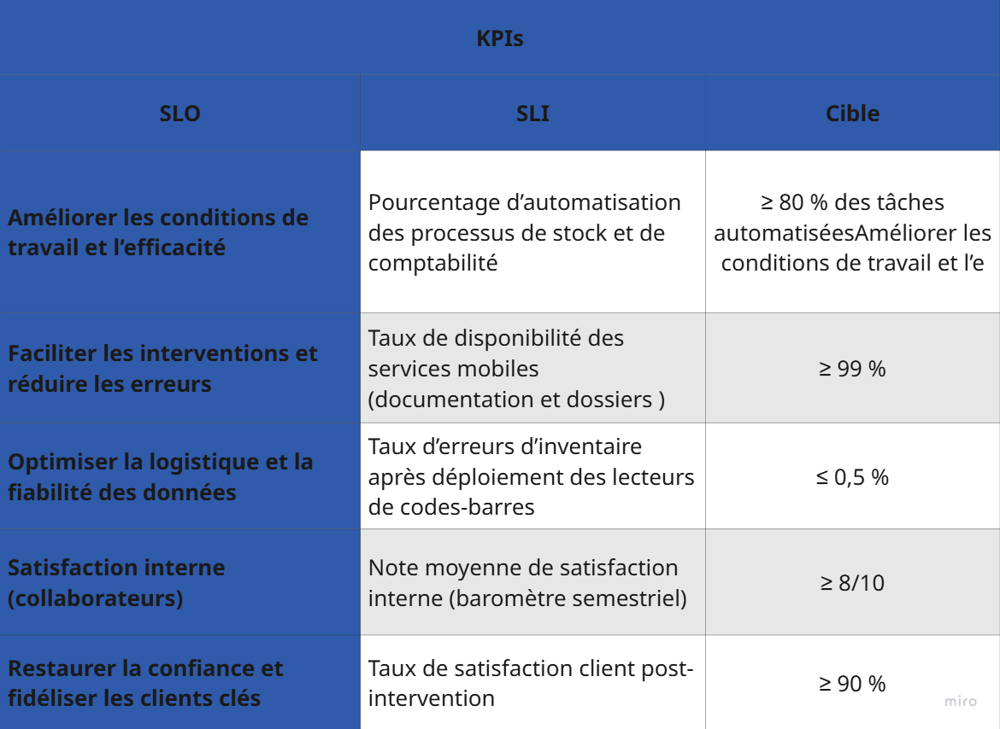 KPIs
SLO
SLI
Cible
Améliorer les conditions de
travail et l’efficacité
Pourcentage d’automatisation
des processus de stock et de
comptabilité
≥ 80 % des tâches
automatiséesAméliorer les
conditions de travail et l’e
Faciliter les interventions et
réduire les erreurs
Taux de disponibilité des
services mobiles
(documentation et dossiers )
≥ 99 %
Optimiser la logistique et la
fiabilité des données
Taux d’erreurs d’inventaire
après déploiement des lecteurs
de codes-barres
≤ 0,5 %
Satisfaction interne
(collaborateurs)
Note moyenne de satisfaction
interne (baromètre semestriel)
≥ 8/10
Restaurer la confiance et
fidéliser les clients clés
Taux de satisfaction client post-
intervention
≥ 90 %
miro